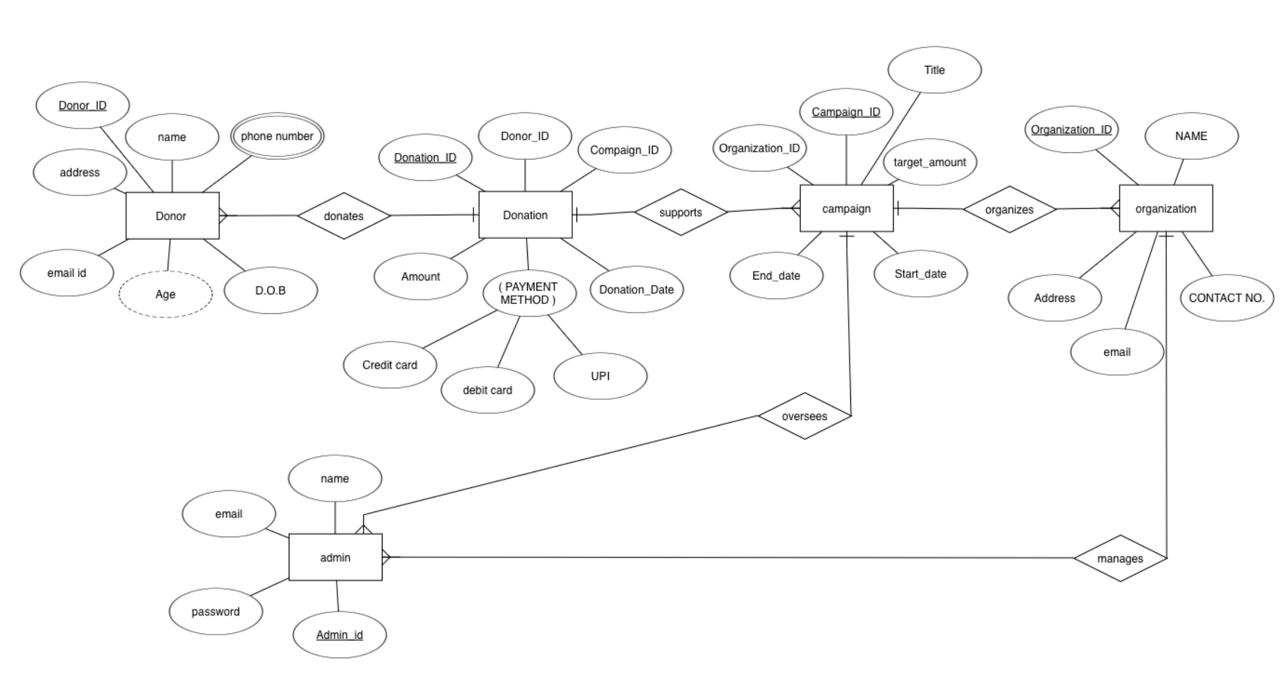 Title
Donor_ID
name
phone number
address
Donor
email id
Age
D.O.B
donates
Donation_ID
Donor_ID
Compaign_ID
Donation
Amount
( PAYMENT
METHOD )
Donation_Date
Credit card
debit card
UPI
supports
Organization_ID
Campaign_ID
target_amount
campaign
End_date
Start_date
organizes
Organization_ID
NAME
organization
Address
CONTACT NO.
email
oversees
name
email
admin
password
Admin_id
manages